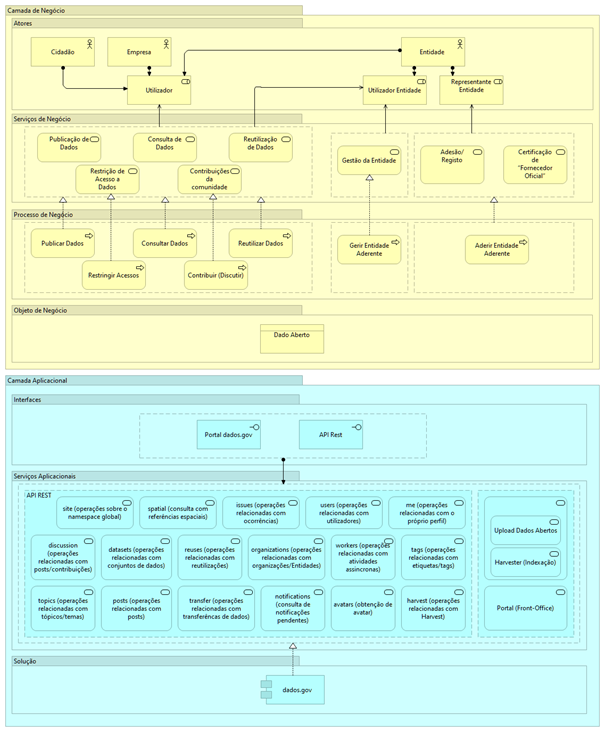 Camada de Negócio
Atores
Cidadão
Empresa
Entidade
Utilizador
Utilizador Entidade
Representante
Entidade
Serviços de Negócio
Publicação de
Dados
Consulta de
Dados
Reutilização
de Dados
Restrição de
Acesso a
Dados
Contribuições
da
comunidade
Gestão da Entidade
Adesão/
Registo
Certificação
de
"Fornecedor
Oficial"
Processo de Negócio
Publicar Dados
Consultar Dados
Reutilizar Dados
Restringir Acessos
Contribuir (Discutir)
Gerir Entidade
Aderente
Aderir Entidade
Aderente
Objeto de Negócio
Dado Aberto
Camada Aplicacional
Interfaces
Portal dados.gov
API Rest
Serviços Aplicacionais
API REST
site (operações sobre o
namespace global)
spatial (consulta com
referências espaciais)
issues (operações
relacionadas com
ocorrências)
users (operações
relacionadas com
utilizadores)
me (operações
relacionadas com o
próprio perfil)
discussion
(operações
relacionadas com
posts/contribuições)
datasets (operações
relacionadas com
conjuntos de dados)
reuses (operações
relacionadas com
reutilizações)
organizations (operações
relacionadas com
organizações/Entidades)
workers (operações
relacionadas com
atividades
assíncronas)
tags (operações
relacionadas com
etiquetas/tags)
topics (operações
relacionadas com
tópicos/temas)
posts (operações
relacionadas com
posts)
transfer (operações
relacionadas com
transferêncas de dados)
notifications
(consulta de
notificações
pendentes)
avatars (obtenção de
avatar)
harvest (operações
relacionadas com
Harvest)
Upload Dados Abertos
Harvester (Indexação)
Portal (Front-Office)
Solução
dados.gov